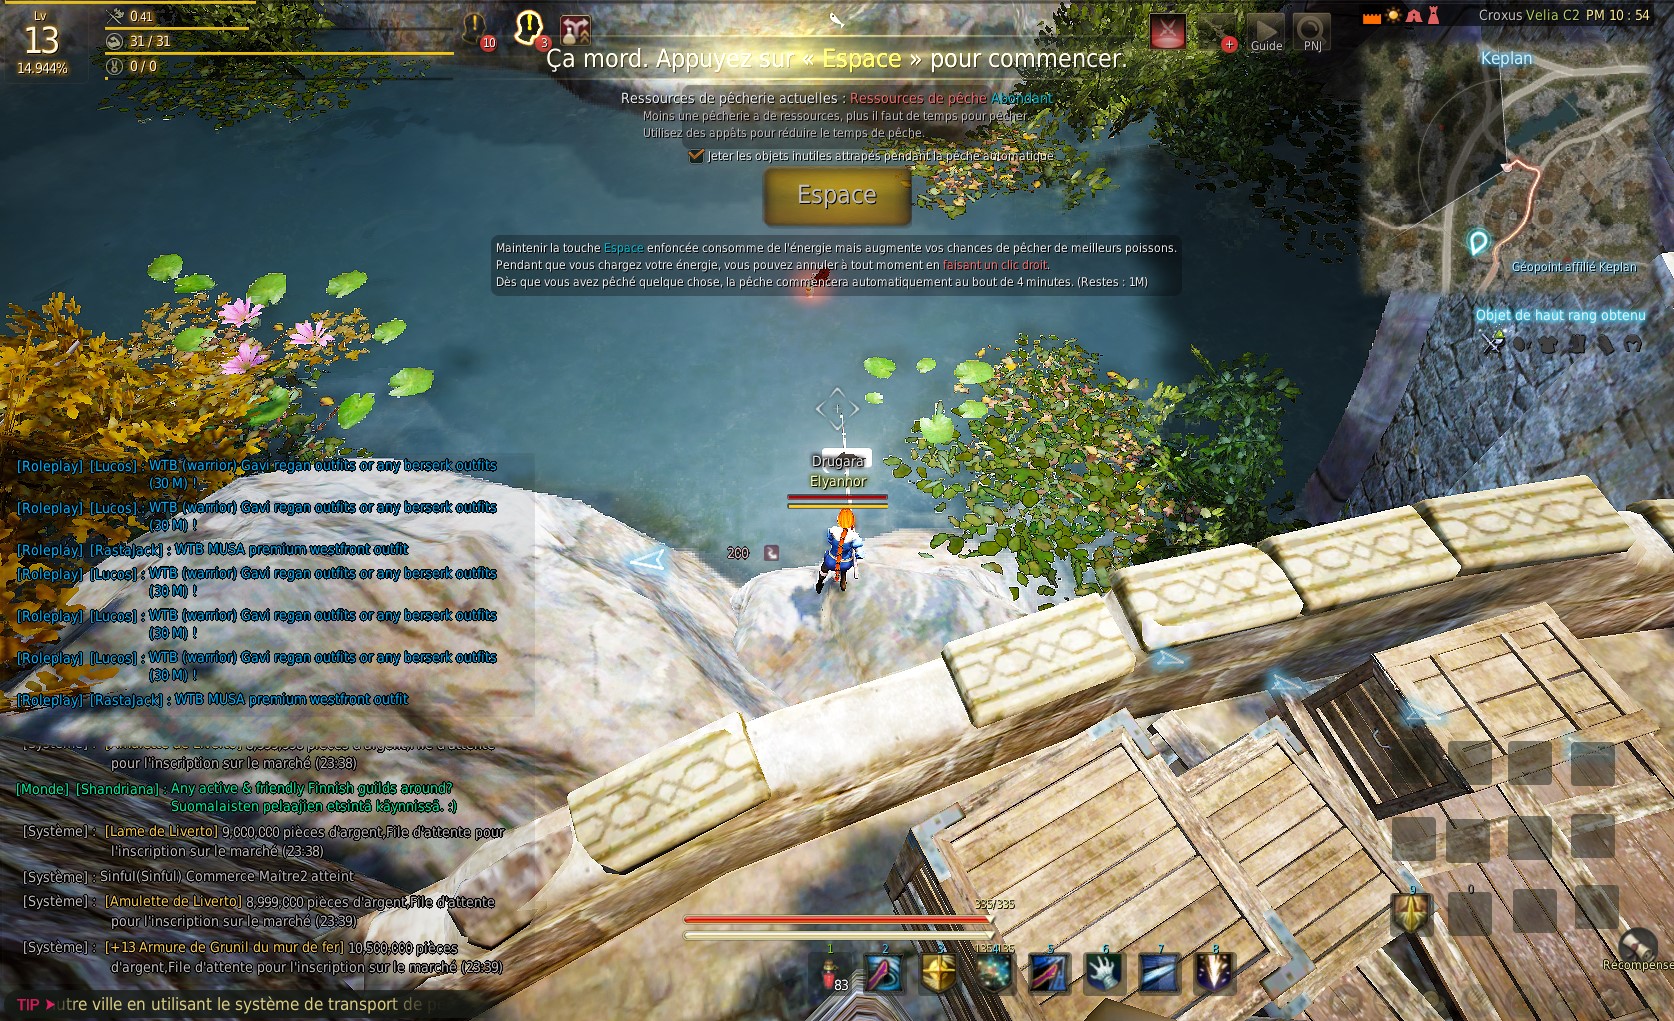 Lv
13
14.944%
0.41
31 / 31
0 / 0
10
3
Guide
PNJ
Croxus Velia C2 PM 10 : 54
Ça mord. Appuyez sur « Espace » pour commencer.
Ressources de pêcherie actuelles : Ressources de pêche Abondant
Moins une pêcherie a de ressources, plus il faut de temps pour pêcher.
Utilisez des appâts pour réduire le temps de pêche.
Jeter les objets inutiles attrapés pendant la pêche automatique
Espace
Maintenir la touche Espace enfoncée consomme de l'énergie mais augmente vos chances de pêcher de meilleurs poissons.
Pendant que vous chargez votre énergie, vous pouvez annuler à tout moment en faisant un clic droit.
Dès que vous avez pêché quelque chose, la pêche commencera automatiquement au bout de 4 minutes. (Restes : 1M)
Keplan
Géopoint affilié Keplan
Objet de haut rang obtenu
Drugara
Elyanhor
200
[Roleplay] [Lucos] : WTB (warrior) Gavi regan outfits or any berserk outfits
(30 M) !
[Roleplay] [Lucos] : WTB (warrior) Gavi regan outfits or any berserk outfits
(30 M) !
[Roleplay] [RastaJack] : WTB MUSA premium westfront outfit
[Roleplay] [Lucos] : WTB (warrior) Gavi regan outfits or any berserk outfits
(30 M) !
[Roleplay] [Lucos] : WTB (warrior) Gavi regan outfits or any berserk outfits
(30 M) !
[Roleplay] [Lucos] : WTB (warrior) Gavi regan outfits or any berserk outfits
(30 M) !
[Roleplay] [RastaJack] : WTB MUSA premium westfront outfit
[Système] : [Amulette de Liverto] pièces d'argent,File d'attente
pour l'inscription sur le marché (23:38)
[Monde] [Shandriana] : Any active & friendly Finnish guilds around?
Suomalaisten pelaajien etsintä käynnissä. :)
[Système] : [Lame de Liverto] 9,000,000 pièces d'argent,File d'attente pour
l'inscription sur le marché (23:38)
[Système] : Sinful(Sinful) Commerce Maître2 atteint
[Système] : [Amulette de Liverto] 8,999,000 pièces d'argent,File d'attente
pour l'inscription sur le marché (23:39)
[Système] : [+13 Armure de Grunil du mur de fer] 10,500,000 pièces
d'argent,File d'attente pour l'inscription sur le marché (23:39)
TIP utre ville en utilisant le système de transport de
335/335
135/135
1 2 3 5 6 7 8
83
9
0
Récompense